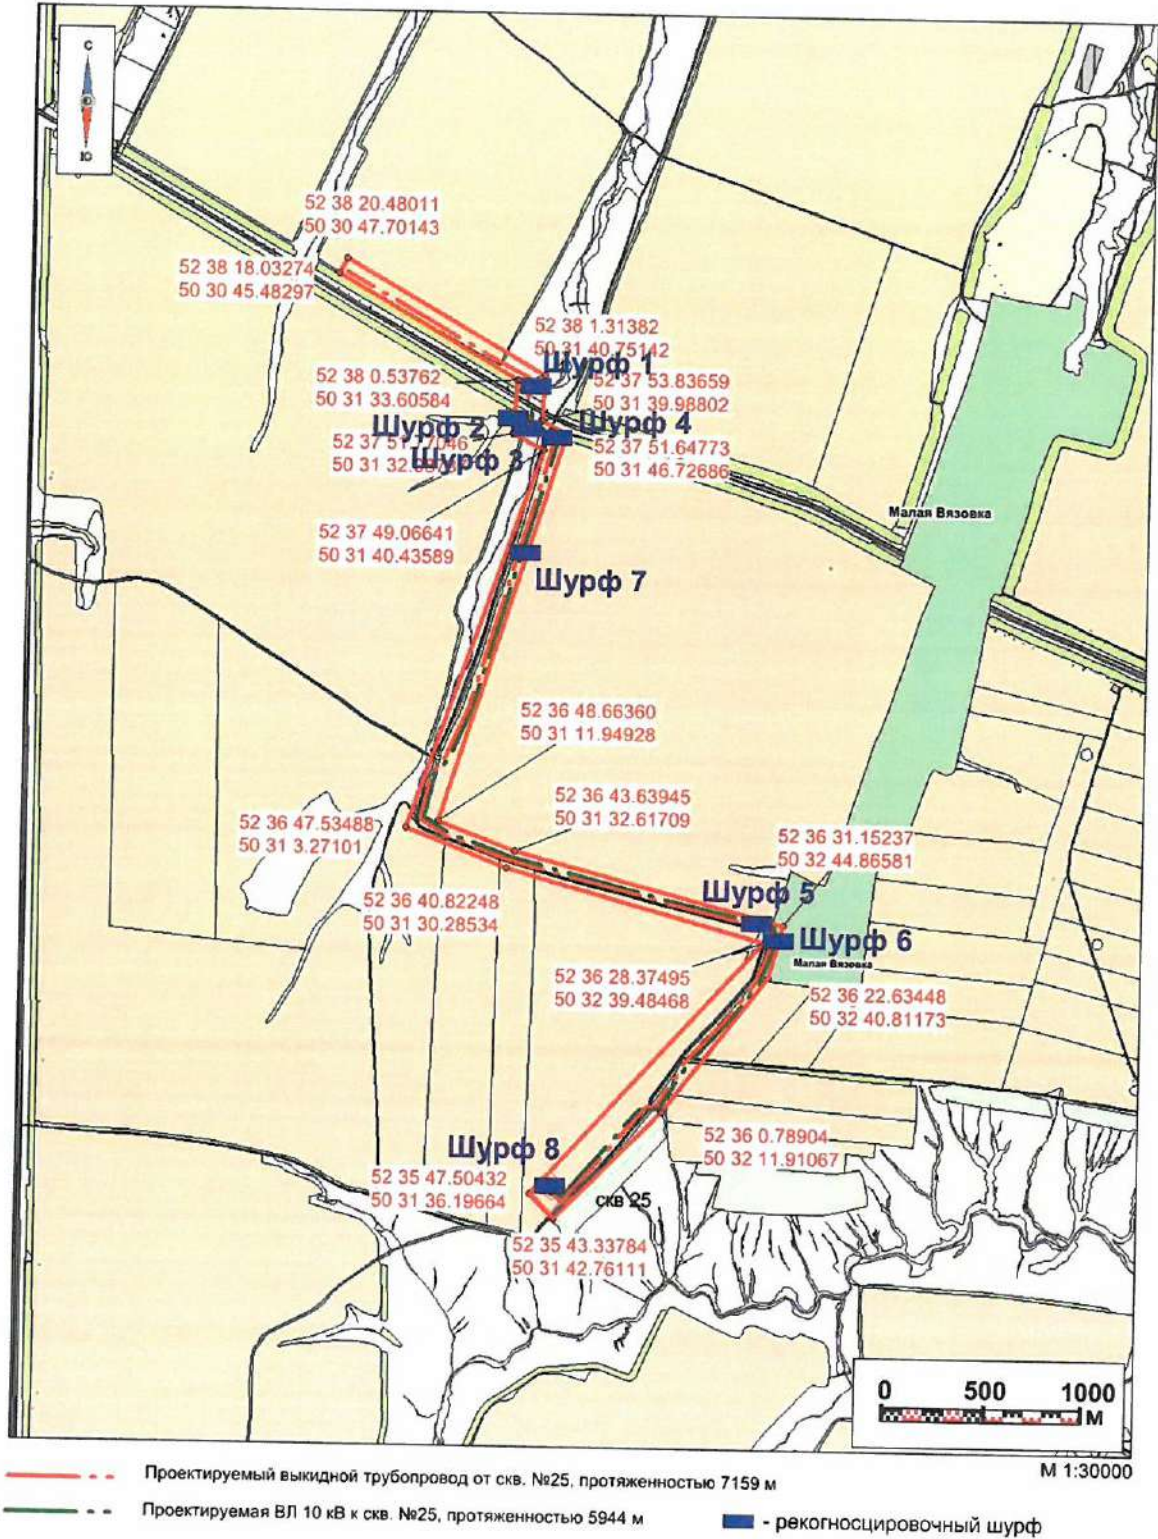 С
Ю
52 38 20.48011
50 30 47.70143
52 38 18.03274
50 30 45.48297
52 38 1.31382
50 31 40.75142
Шурф 1
52 38 0.53762
50 31 33.60584
52 37 53.83659
50 31 39.98802
Шурф 2
Шурф 4
52 37
50 31
Шурф 3
52 37 51.64773
50 31 46.72686
Малая Вязовка
52 37 49.06641
50 31 40.43589
Шурф 7
52 36 48.66360
50 31 11.94928
52 36 43.63945
50 31 32.61709
52 36 47.53488
50 31 3.27101
52 36 31.15237
50 32 44.86581
52 36 40.82248
50 31 30.28534
Шурф 5
Шурф 6
Малая Вязовка
52 36 28.37495
50 32 39.48468
52 36 22.63448
50 32 40.81173
52 36 0.78904
50 32 11.91067
Шурф 8
52 35 47.50432
50 31 36.19664
скв 25
52 35 43.33784
50 31 42.76111
0 500 1000
М
М 1:30000
Проектируемый выкидной трубопровод от скв. №25, протяженностью 7159 м
Проектируемая ВЛ 10 кВ к скв. №25, протяженностью 5944 м
- рекогносцировочный шурф